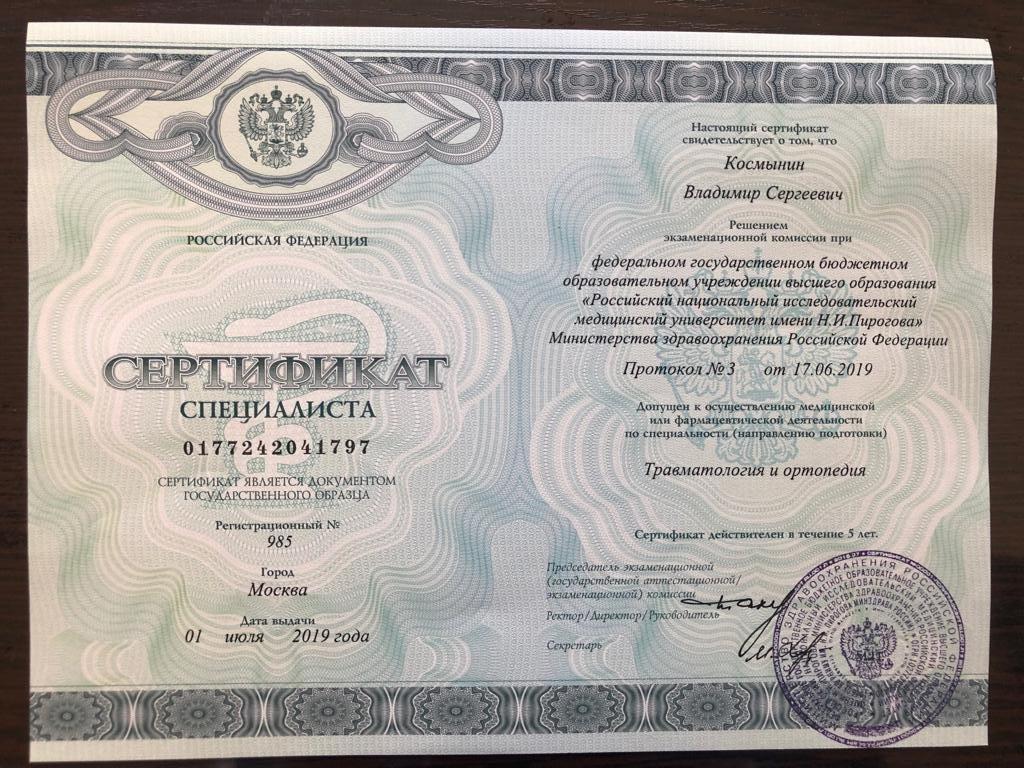 РОССИЙСКАЯ ФЕДЕРАЦИЯ
СЕРТИФИКАТ
СПЕЦИАЛИСТА
0177242041797
СЕРТИФИКАТ ЯВЛЯЕТСЯ ДОКУМЕНТОМ
ГОСУДАРСТВЕННОГО ОБРАЗЦА
Регистрационный №
985
Город
Москва
Дата выдачи
01 июля 2019 года
Настоящий сертификат
свидетельствует о том, что
Космынин
Владимир Сергеевич
Решением
экзаменационной комиссии при
федеральном государственном бюджетном
образовательном учреждении высшего образования
«Российский национальный исследовательский
медицинский университет имени Н.И.Пирогова»
Министерства здравоохранения Российской Федерации
Протокол № 3 от 17.06.2019
Допущен к осуществлению медицинской
или фармацевтической деятельности
по специальности (направлению подготовки)
Травматология и ортопедия
Сертификат действителен в течение 5 лет.
Председатель экзаменационной
(государственной аттестационной/
экзаменационной) комиссии
Ректор/Директор/Руководитель
Секретарь
ЗДРАВООХРАНЕНИЯ РОССИЙСКОЙ